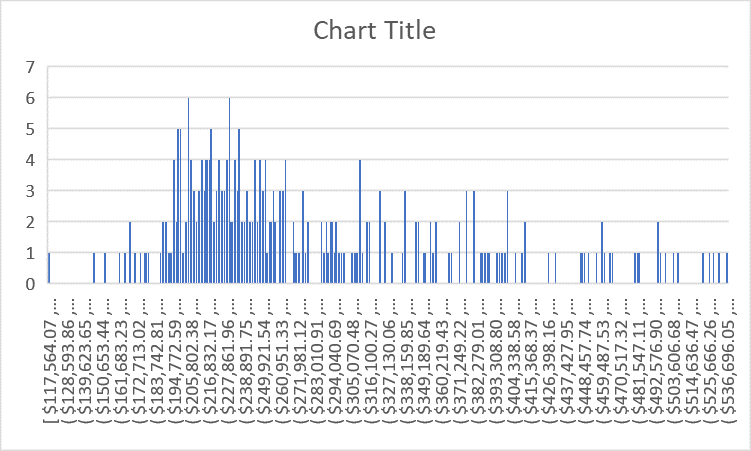 Chart Title
7
6
5
4
3
2
1
0
[ $117,564.07 ,…
( $128,593.86 ,…
( $139,623.65 ,…
( $150,653.44 ,…
( $161,683.23 ,…
( $172,713.02 ,…
( $183,742.81 ,…
( $194,772.59 ,…
( $205,802.38 ,…
( $216,832.17 ,…
( $227,861.96 ,…
( $238,891.75 ,…
( $249,921.54 ,…
( $260,951.33 ,…
( $271,981.12 ,…
( $283,010.91 ,…
( $294,040.69 ,…
( $305,070.48 ,…
( $316,100.27 ,…
( $327,130.06 ,…
( $338,159.85 ,…
( $349,189.64 ,…
( $360,219.43 ,…
( $371,249.22 ,…
( $382,279.01 ,…
( $393,308.80 ,…
( $404,338.58 ,…
( $415,368.37 ,…
( $426,398.16 ,…
( $437,427.95 ,…
( $448,457.74 ,…
( $459,487.53 ,…
( $470,517.32 ,…
( $481,547.11 ,…
( $492,576.90 ,…
( $503,606.68 ,…
( $514,636.47 ,…
( $525,666.26 ,…
( $536,696.05 ,…